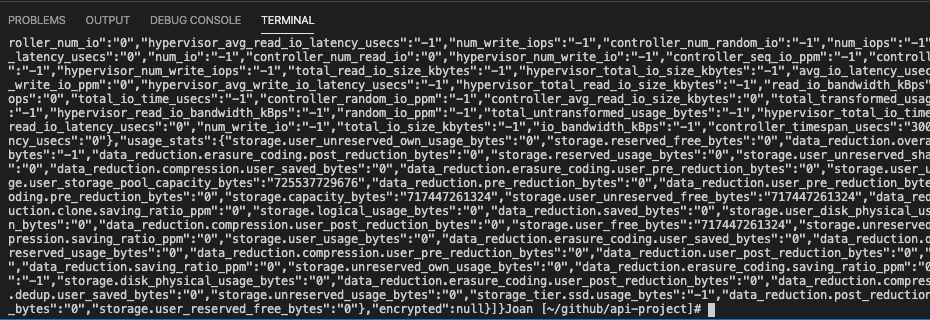 PROBLEMS OUTPUT DEBUG CONSOLE TERMINAL
roller_num_io":"0","hypervisor_avg_read_io_latency_usecs":"-1","num_write_iops":"-1","controller_num_random_io":"-1","num_iops":"-1"
_latency_usecs":"0","num_io":"-1","controller_num_read_io":"0","hypervisor_num_write_io":"-1","controller_seq_io_ppm":"-1","control
":"-1","hypervisor_num_write_iops":"-1","total_read_io_size_kbytes":"-1","hypervisor_total_io_size_kbytes":"-1","avg_io_latency_usec
_write_io_ppm":"0","hypervisor_avg_write_io_latency_usecs":"-1","hypervisor_total_read_io_size_kbytes":"-1","read_io_bandwidth_kBps"
ops":"0","total_io_time_usecs":"-1","controller_random_io_ppm":"-1","controller_avg_read_io_size_kbytes":"0","total_transformed_usag
:"-1","hypervisor_read_io_bandwidth_kBps":"-1","random_io_ppm":"-1","total_untransformed_usage_bytes":"-1","hypervisor_total_io_time
read_io_latency_usecs":"0","num_write_io":"-1","total_io_size_kbytes":"-1","io_bandwidth_kBps":"-1","controller_timespan_usecs":"300
ncy_usecs":"0"},"usage_stats":{"storage.user_unreserved_own_usage_bytes":"0","storage.reserved_free_bytes":"0","data_reduction.overa
bytes":"-1","data_reduction.erasure_coding.post_reduction_bytes":"0","storage.reserved_usage_bytes":"0","storage.user_unreserved_sha
:"0","data_reduction.compression.user_saved_bytes":"0","data_reduction.erasure_coding.user_pre_reduction_bytes":"0","storage.user_u
ge.user_storage_pool_capacity_bytes":"725537729676","data_reduction.pre_reduction_bytes":"0","data_reduction.user_pre_reduction_byte
coding.pre_reduction_bytes":"0","storage.capacity_bytes":"717447261324","storage.user_unreserved_free_bytes":"717447261324","data_re
uction.clone.saving_ratio_ppm":"0","storage.logical_usage_bytes":"0","data_reduction.saved_bytes":"0","storage.user_disk_physical_us
n_bytes":"0","data_reduction.compression.user_post_reduction_bytes":"0","storage.user_free_bytes":"717447261324","storage.unreserve
pression.saving_ratio_ppm":"0","storage.user_usage_bytes":"0","data_reduction.erasure_coding.user_saved_bytes":"0","data_reduction.c
reserved_usage_bytes":"0","data_reduction.compression.user_pre_reduction_bytes":"0","data_reduction.user_post_reduction_bytes":"0",
","data_reduction.saving_ratio_ppm":"0","storage.unreserved_own_usage_bytes":"0","data_reduction.erasure_coding.saving_ratio_ppm":"0
:"-1","storage.disk_physical_usage_bytes":"0","data_reduction.erasure_coding.user_post_reduction_bytes":"0","data_reduction.compres
.dedup.user_saved_bytes":"0","storage.unreserved_usage_bytes":"0","storage_tier.ssd.usage_bytes":"-1","data_reduction.post_reduction
_bytes":"0","storage.user_reserved_free_bytes":"0"},"encrypted":null}]}Joan [~/github/api-project]#